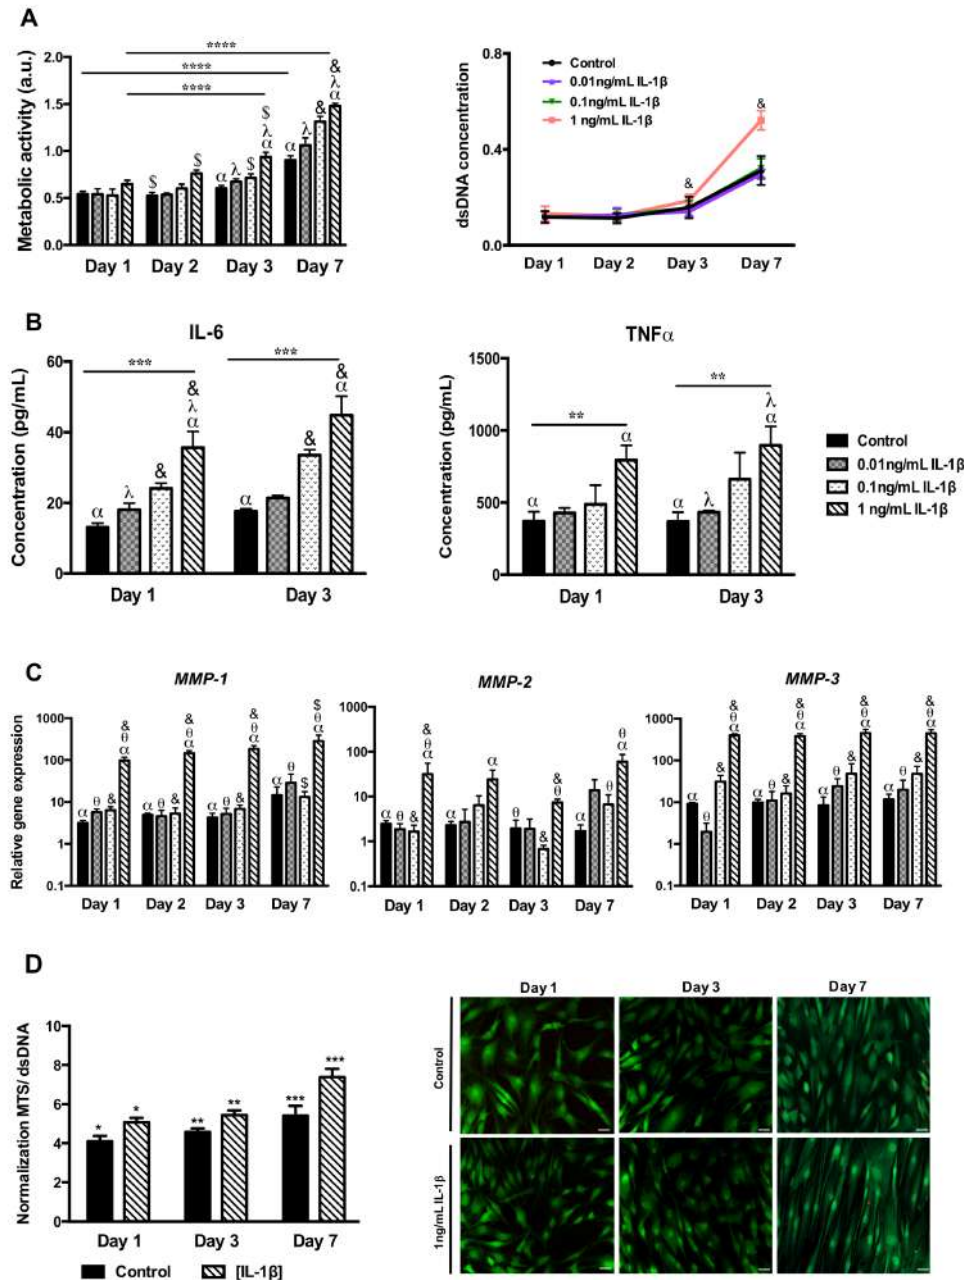 A
Metabolic activity (a.u.)
2.0
1.5
1.0
0.5
0.0
****
****
****
$
$
α
λ
$
$
λ
α
α
λ
&
&
λ
α
Day 1
Day 2
Day 3
Day 7
dsDNA concentration
0.8
0.4
0.0
Control
0.01ng/mL IL-1β
0.1ng/mL IL-1β
1 ng/mL IL-1β
&
&
Day 1
Day 2
Day 3
Day 7
B
IL-6
Concentration (pg/mL)
60
40
20
0
***
***
α
λ
&
&
λ
α
&
&
α
Day 1
Day 3
TNFα
Concentration (pg/mL)
1500
1000
500
0
**
**
α
α
α
λ
λ
α
Day 1
Day 3
Control
0.01ng/mL IL-1β
0.1ng/mL IL-1β
1 ng/mL IL-1β
C
Relative gene expression
MMP-1
1000
100
10
1
0.1
α θ &
&
θ
α
α θ &
&
θ
α
α θ &
&
θ
α
α θ $
$
θ
α
Day 1
Day 2
Day 3
Day 7
MMP-2
1000
100
10
1
0.1
α θ &
&
θ
α
α
α
θ
&
&
θ
α
θ
α
Day 1
Day 2
Day 3
Day 7
MMP-3
1000
100
10
1
0.1
α θ &
&
θ
α
α θ &
&
θ
α
α θ &
&
θ
α
α θ &
&
θ
α
Day 1
Day 2
Day 3
Day 7
D
Normalization MTS/ dsDNA
10
8
6
4
2
0
*
*
**
**
***
***
Day 1
Day 3
Day 7
Control
[IL-1β]
Day 1
Day 3
Day 7
Control
1ng/mL IL-1β